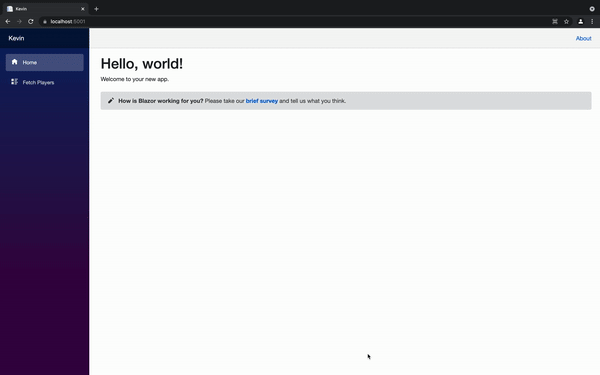 Kevin
localhost:5001
Kevin
About
Home
Fetch Players
Hello, world!
Welcome to your new app.
How is Blazor working for you? Please take our brief survey and tell us what you think.